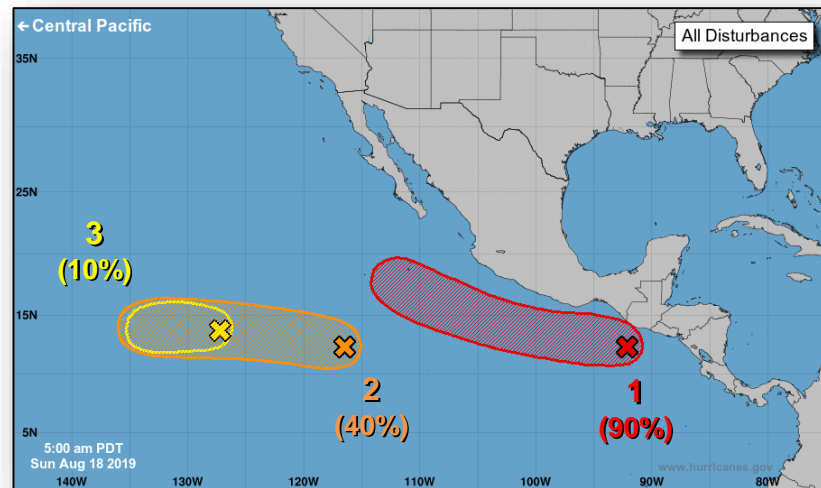 ← Central Pacific
All Disturbances
35N
25N
3
(10%)
15N
2
(40%)
1
(90%)
5N
5:00 am PDT
Sun Aug 18 2019
www.hurricanes.gov
140W 130W 120W 110W 100W 90W 80W